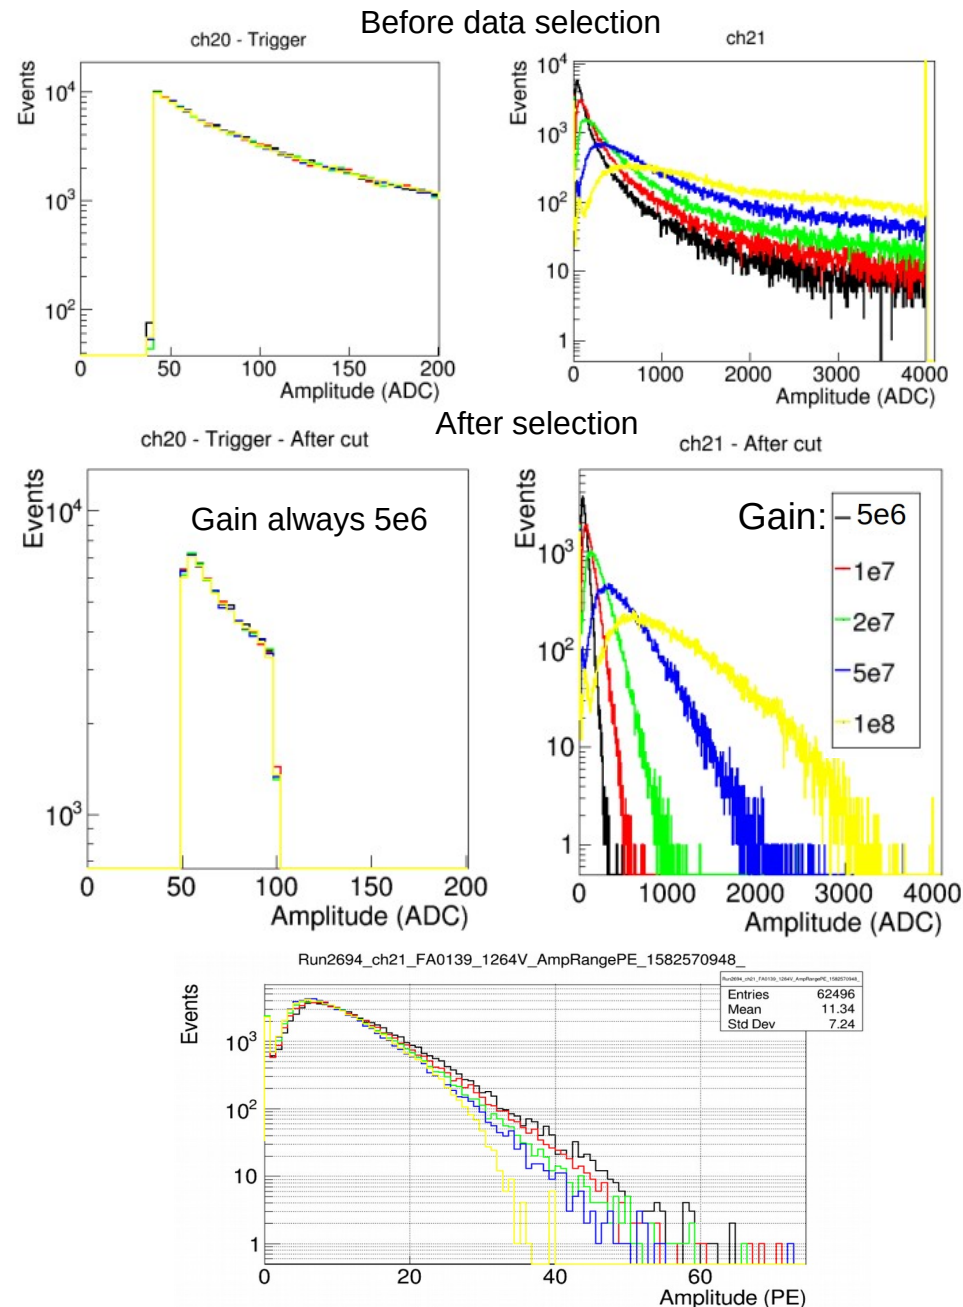 Before data selection
ch20 - Trigger
ch21
Events
10^4
10^3
10^2
0 50 100 150 200
Amplitude (ADC)
Events
10^4
10^3
10^2
10
1
0 1000 2000 3000 4000
Amplitude (ADC)
After selection
ch20 - Trigger - After cut
ch21 - After cut
Events
10^4
10^3
Gain always 5e6
0 50 100 150 200
Amplitude (ADC)
Events
10^3
10^2
10
1
Gain:
5e6
1e7
2e7
5e7
1e8
0 1000 2000 3000 4000
Amplitude (ADC)
Run2694_ch21_FA0139_1264V_AmpRangePE_1582570948_
Run2694_ch21_FA0139_1264V_AmpRangePE_1582570948_
Entries 62496
Mean 11.34
Std Dev 7.24
Events
10^3
10^2
10
1
0 20 40 60
Amplitude (PE)